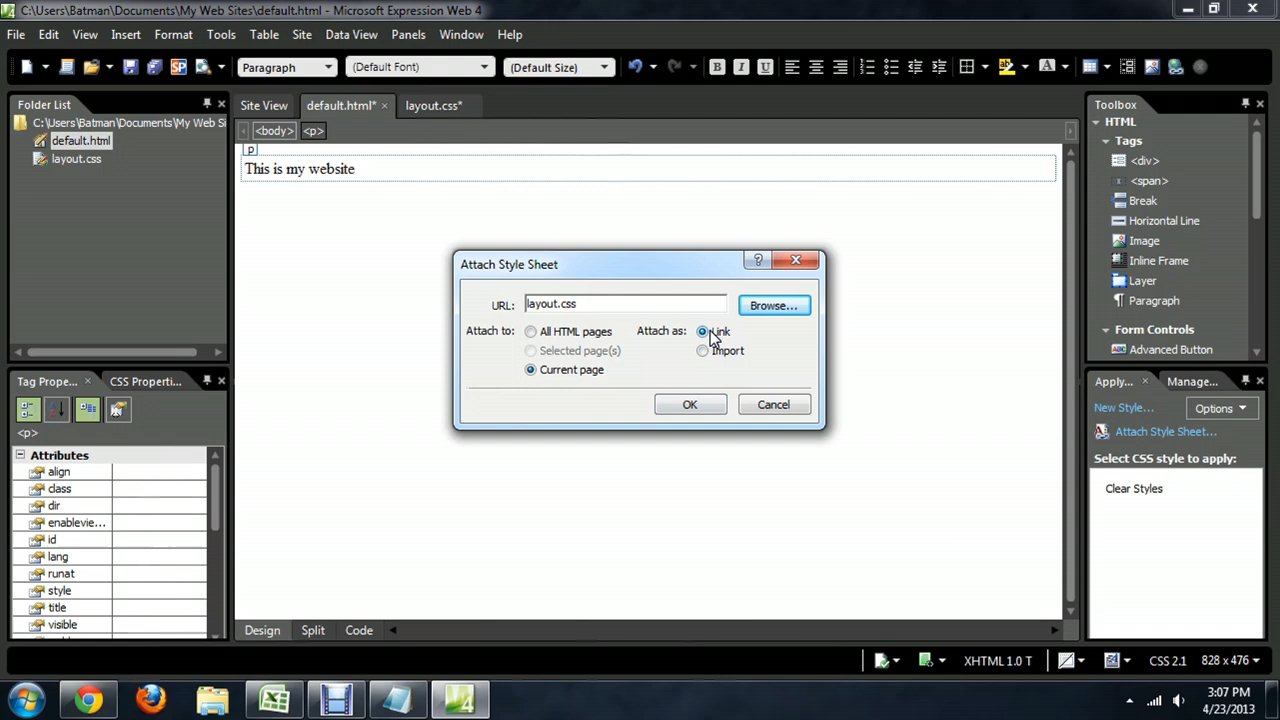 C:\Users\Batman\Documents\My Web Sites\default.html - Microsoft Expression Web 4
File Edit View Insert Format Tools Table Site Data View Panels Window Help
Paragraph (Default Font) (Default Size) B I U A
Folder List
C:\Users\Batman\Documents\My Web Si
default.html
layout.css
Site View default.html* layout.css*
<body> <p>
p
This is my website
Attach Style Sheet
URL: layout.css Browse...
Attach to: All HTML pages Attach as: Link
Selected page(s) Import
Current page
OK Cancel
Toolbox
HTML
Tags
<div>
<span>
Break
Horizontal Line
Image
Inline Frame
Layer
Paragraph
Form Controls
Advanced Button
Tag Prope... CSS Properti...
<p>
Attributes
align
class
dir
enablevie...
id
lang
runat
style
title
visible
Apply... Manage...
New Style... Options
Attach Style Sheet...
Select CSS style to apply:
Clear Styles
Design Split Code
XHTML 1.0 T CSS 2.1 828 x 476
3:07 PM
4/23/2013